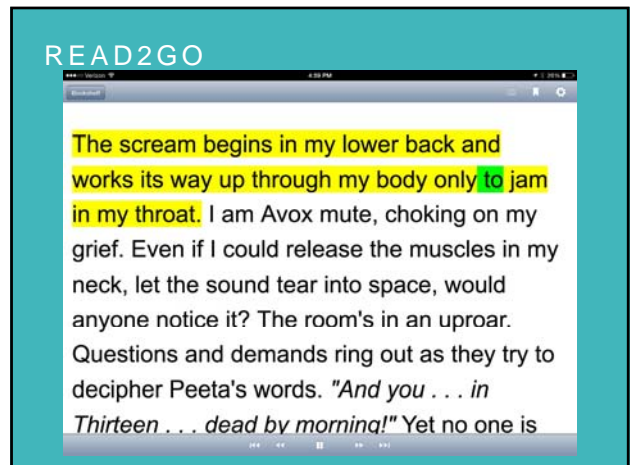 READ2GO
Verizon 4:59 PM 20%
Bookshelf
The scream begins in my lower back and
works its way up through my body only to jam
in my throat. I am Avox mute, choking on my
grief. Even if I could release the muscles in my
neck, let the sound tear into space, would
anyone notice it? The room's in an uproar.
Questions and demands ring out as they try to
decipher Peeta's words. "And you . . . in
Thirteen . . . dead by morning!" Yet no one is